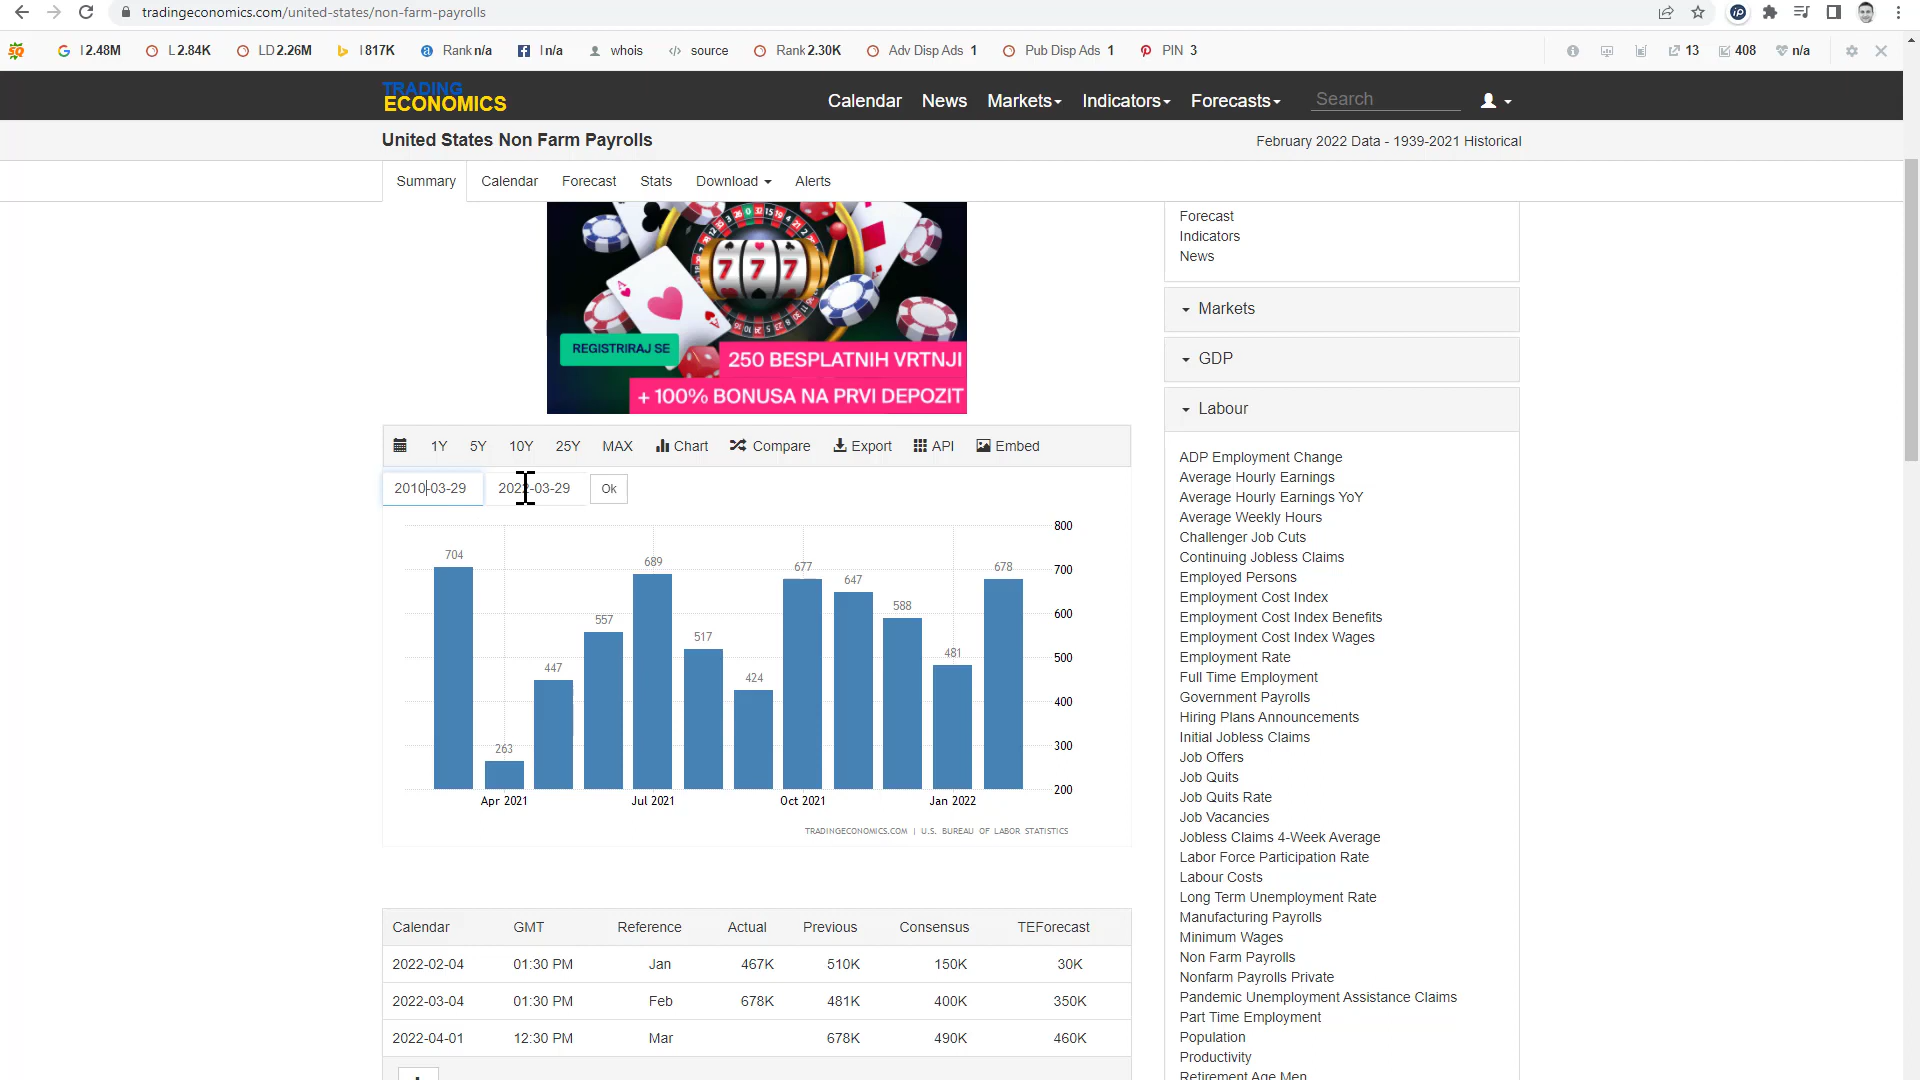 tradingeconomics.com/united-states/non-farm-payrolls
I 2.48M L 2.84K LD 2.26M I 817K Rank n/a I n/a whois source Rank 2.30K Adv Disp Ads 1 Pub Disp Ads 1 PIN 3 13 408 n/a
TRADING
ECONOMICS
Calendar News Markets Indicators Forecasts Search
United States Non Farm Payrolls
February 2022 Data - 1939-2021 Historical
Summary Calendar Forecast Stats Download Alerts
7 7 7
REGISTRIRAJ SE
250 BESPLATNIH VRTNJI
+ 100% BONUSA NA PRVI DEPOZIT
1Y 5Y 10Y 25Y MAX Chart Compare Export API Embed
2010-03-29 2022-03-29 Ok
800
700
600
500
400
300
200
704
263
447
557
689
517
424
677
647
588
481
678
Apr 2021 Jul 2021 Oct 2021 Jan 2022
TRADINGECONOMICS.COM | U.S. BUREAU OF LABOR STATISTICS
Calendar GMT Reference Actual Previous Consensus TEForecast
2022-02-04 01:30 PM Jan 467K 510K 150K 30K
2022-03-04 01:30 PM Feb 678K 481K 400K 350K
2022-04-01 12:30 PM Mar 678K 490K 460K
Forecast
Indicators
News
Markets
GDP
Labour
ADP Employment Change
Average Hourly Earnings
Average Hourly Earnings YoY
Average Weekly Hours
Challenger Job Cuts
Continuing Jobless Claims
Employed Persons
Employment Cost Index
Employment Cost Index Benefits
Employment Cost Index Wages
Employment Rate
Full Time Employment
Government Payrolls
Hiring Plans Announcements
Initial Jobless Claims
Job Offers
Job Quits
Job Quits Rate
Job Vacancies
Jobless Claims 4-Week Average
Labor Force Participation Rate
Labour Costs
Long Term Unemployment Rate
Manufacturing Payrolls
Minimum Wages
Non Farm Payrolls
Nonfarm Payrolls Private
Pandemic Unemployment Assistance Claims
Part Time Employment
Population
Productivity
Retirement Age Men